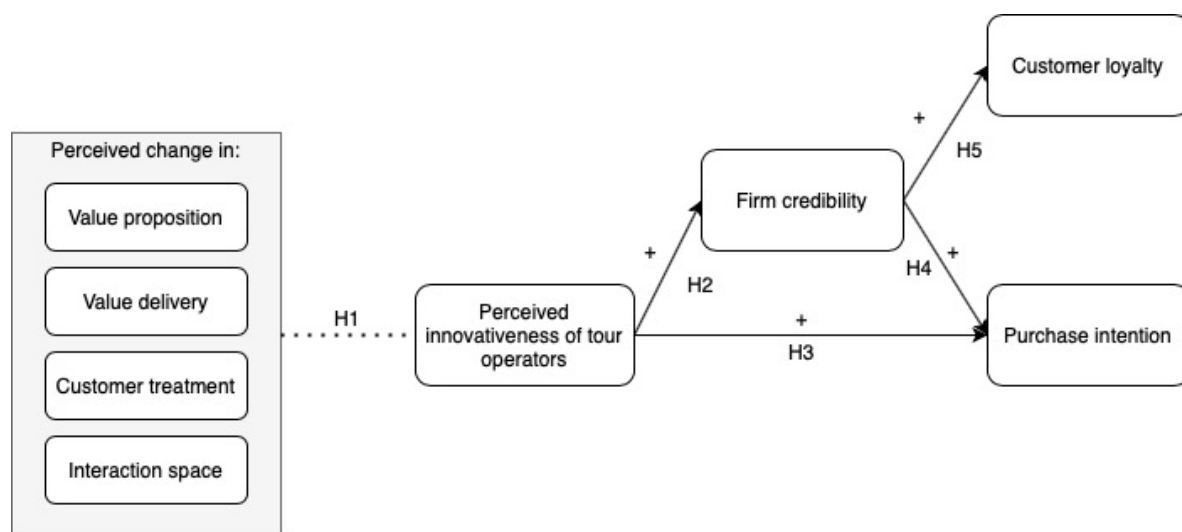 Perceived change in:
Value proposition
Value delivery
Customer treatment
Interaction space
H1
Perceived
innovativeness of tour
operators
+
H2
Firm credibility
+
H3
+
H5
+
H4
Customer loyalty
Purchase intention